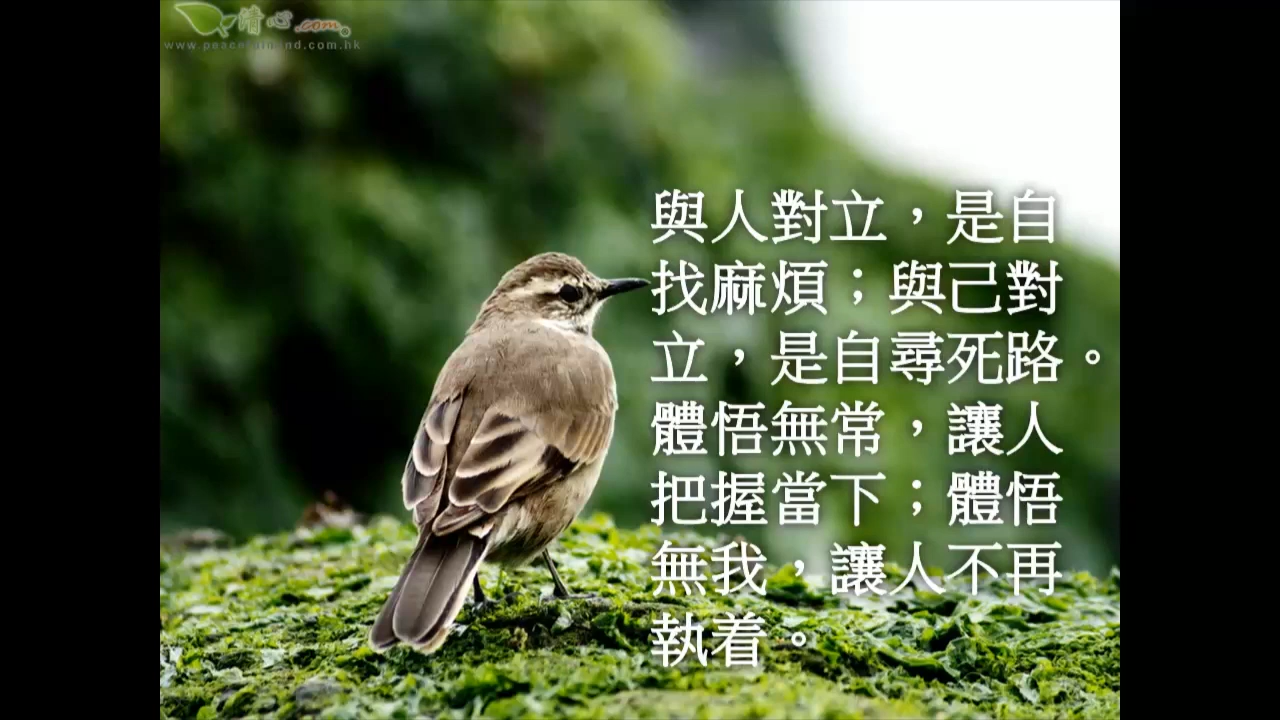 清心.com
www.peacemind.com.hk
與人對立，是自
找麻煩；與己對
立，是自尋死路。
體悟無常，讓人
把握當下；體悟
無我，讓人不再
執着。